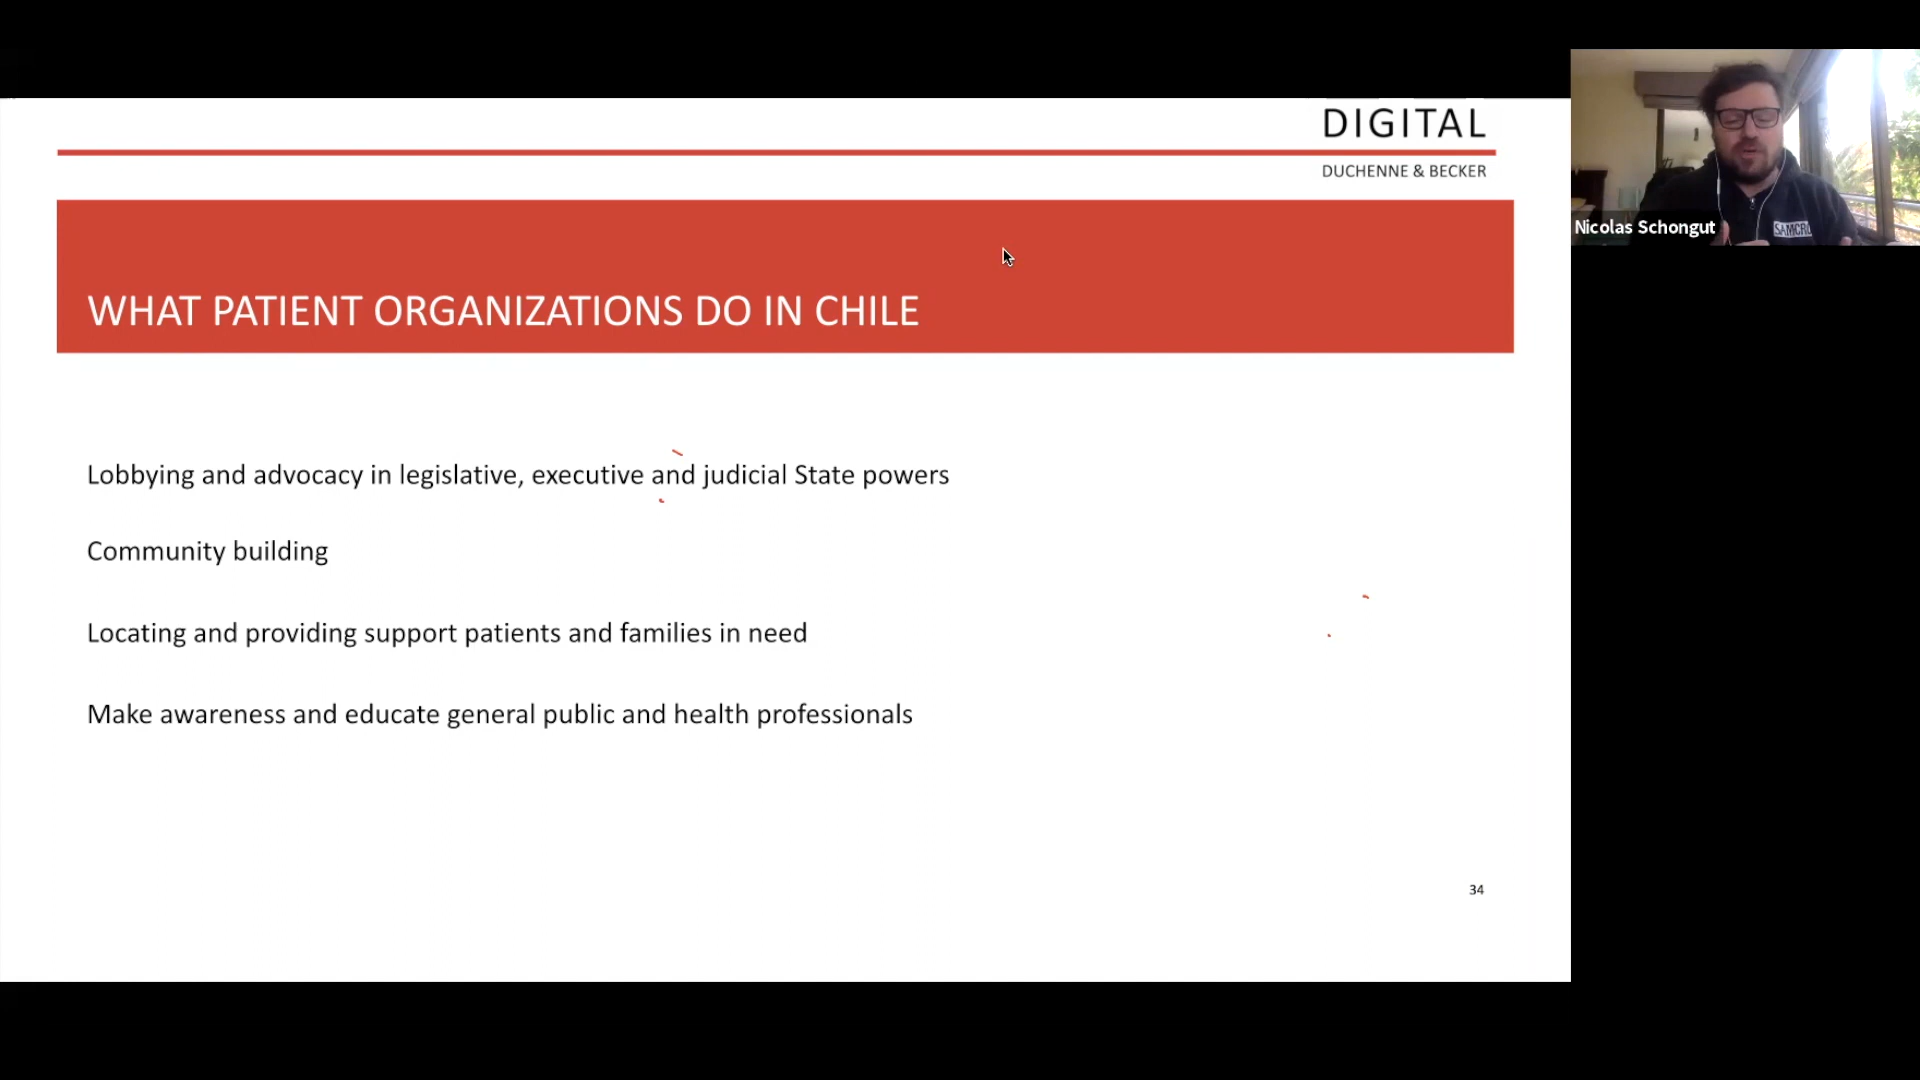 DIGITAL
DUCHENNE & BECKER
WHAT PATIENT ORGANIZATIONS DO IN CHILE
Lobbying and advocacy in legislative, executive and judicial State powers
Community building
Locating and providing support patients and families in need
Make awareness and educate general public and health professionals
34
Nicolas Schongut